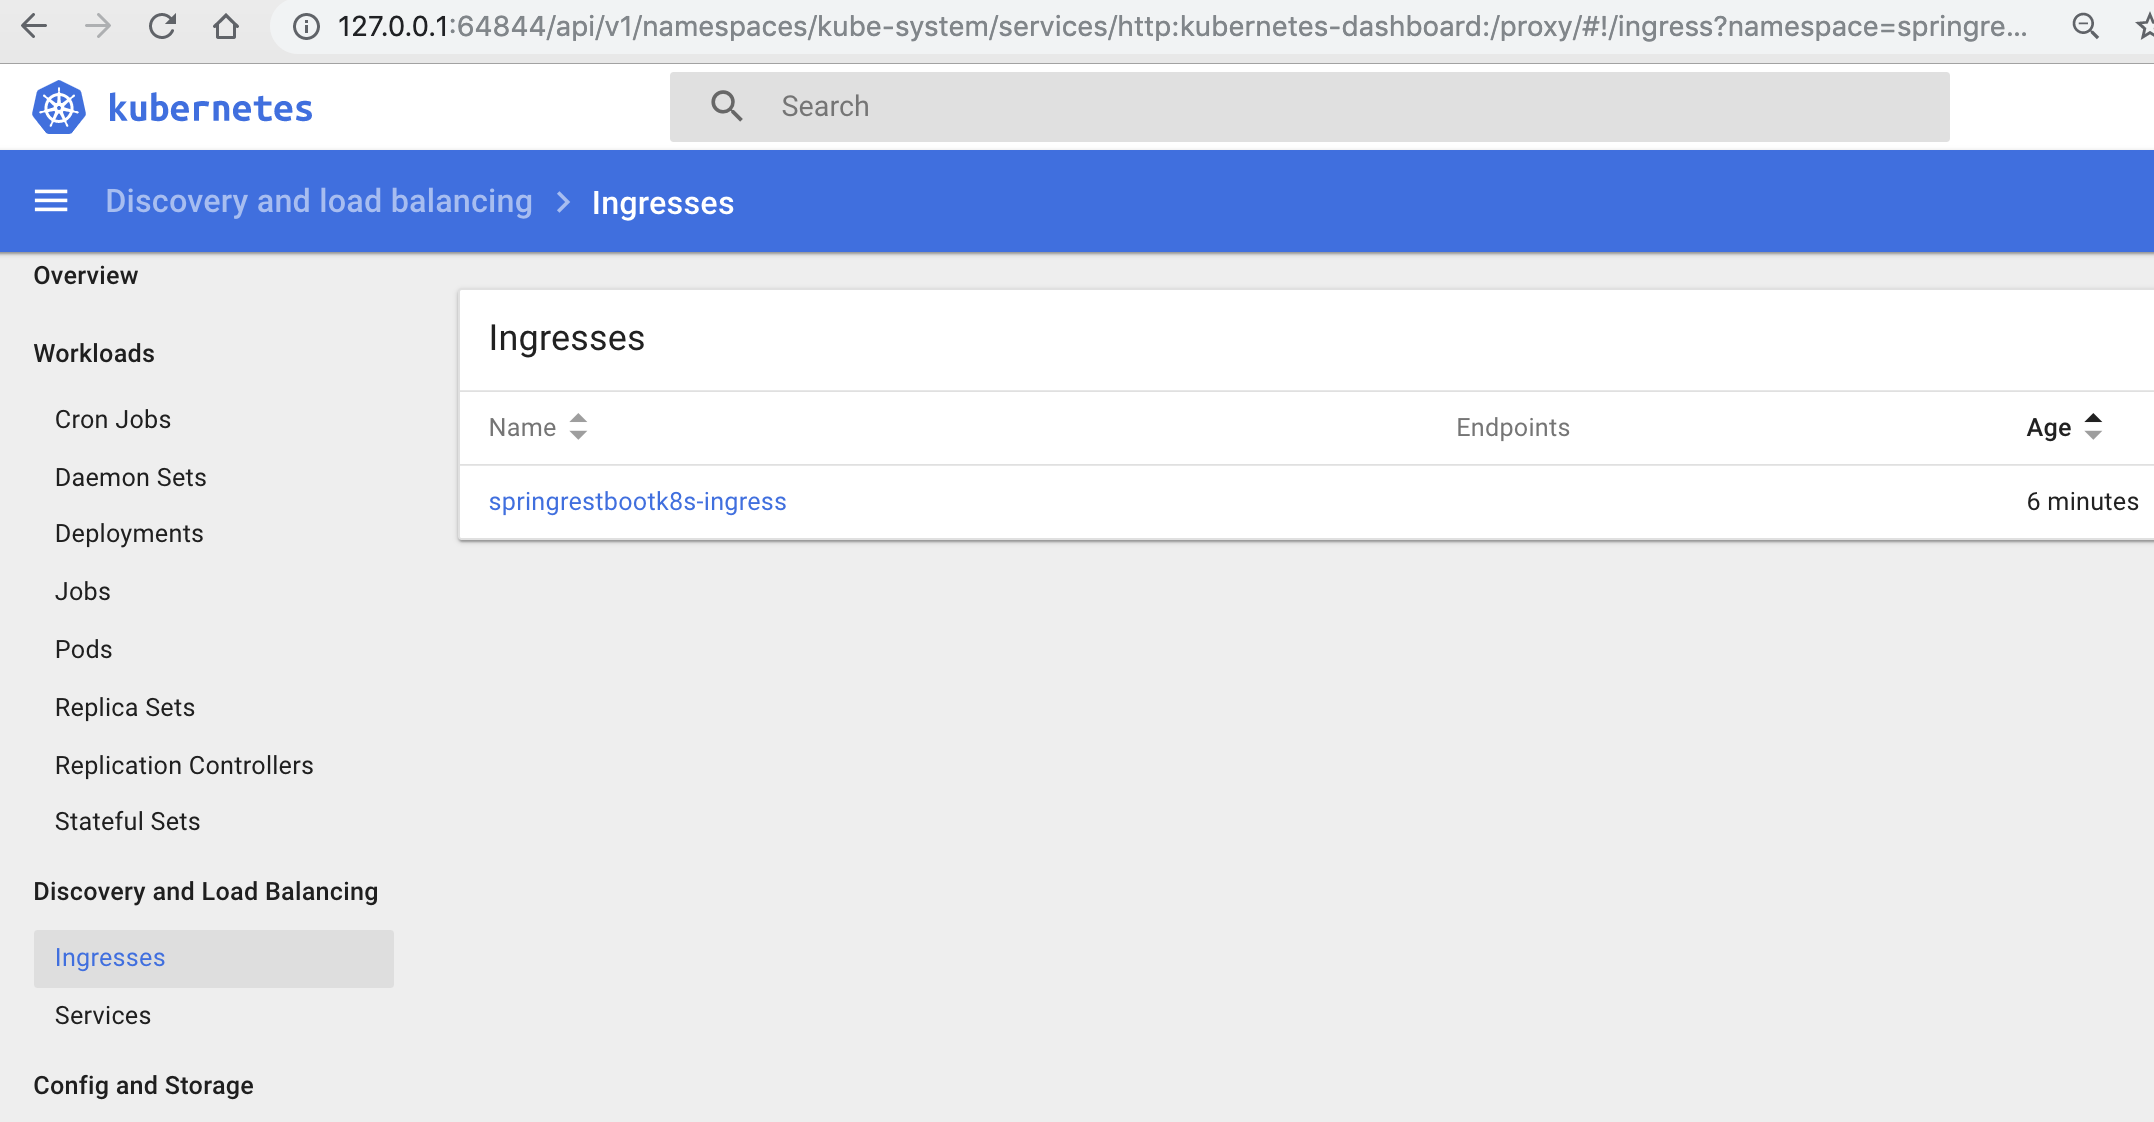 127.0.0.1:64844/api/v1/namespaces/kube-system/services/http:kubernetes-dashboard:/proxy/#!/ingress?namespace=springre...
kubernetes
Search
Discovery and load balancing > Ingresses
Overview
Workloads
Cron Jobs
Daemon Sets
Deployments
Jobs
Pods
Replica Sets
Replication Controllers
Stateful Sets
Discovery and Load Balancing
Ingresses
Services
Config and Storage
Ingresses
Name Endpoints Age
springrestbootk8s-ingress 6 minutes